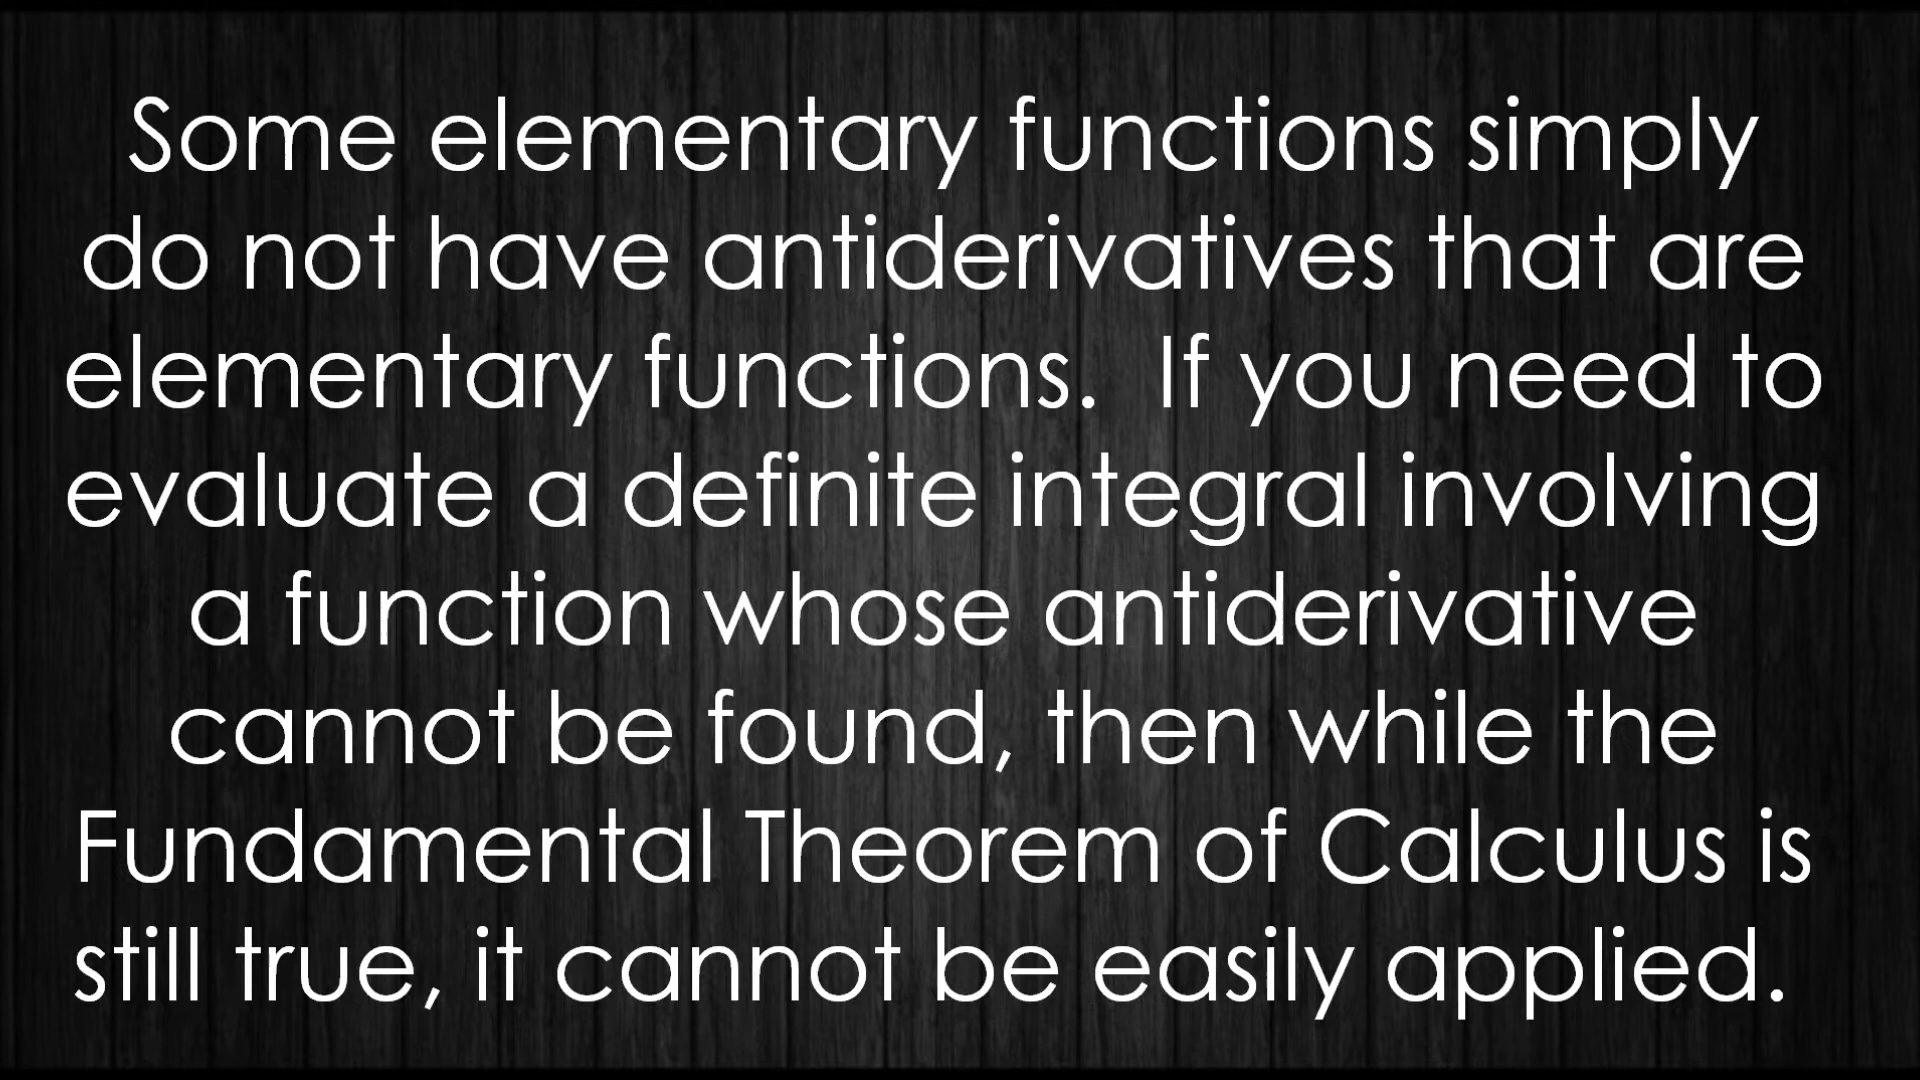 Some elementary functions simply
do not have antiderivatives that are
elementary functions.  If you need to
evaluate a definite integral involving
a function whose antiderivative
cannot be found, then while the
Fundamental Theorem of Calculus is
still true, it cannot be easily applied.